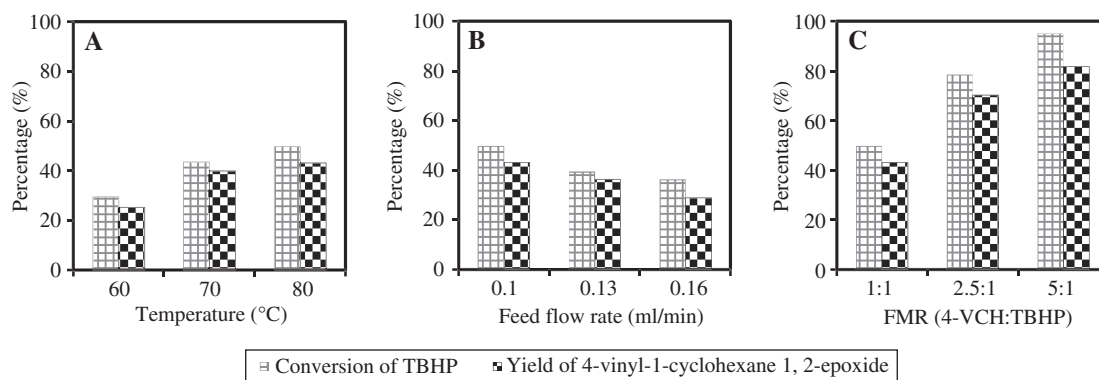 A
Percentage (%)
100
80
60
40
20
0
60 70 80
Temperature (°C)
B
Percentage (%)
100
80
60
40
20
0
0.1 0.13 0.16
Feed flow rate (ml/min)
C
Percentage (%)
100
80
60
40
20
0
1:1 2.5:1 5:1
FMR (4-VCH:TBHP)
Conversion of TBHP Yield of 4-vinyl-1-cyclohexane 1, 2-epoxide